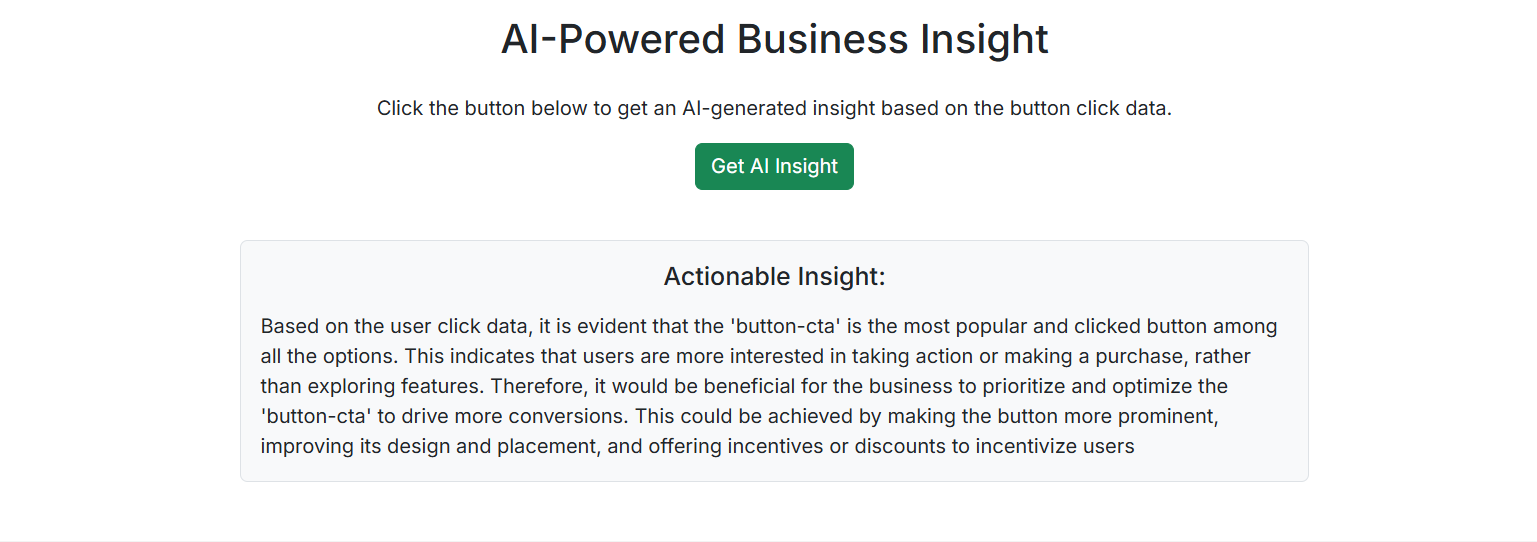 AI-Powered Business Insight
Click the button below to get an AI-generated insight based on the button click data.
Get AI Insight
Actionable Insight:
Based on the user click data, it is evident that the 'button-cta' is the most popular and clicked button among
all the options. This indicates that users are more interested in taking action or making a purchase, rather
than exploring features. Therefore, it would be beneficial for the business to prioritize and optimize the
'button-cta' to drive more conversions. This could be achieved by making the button more prominent,
improving its design and placement, and offering incentives or discounts to incentivize users